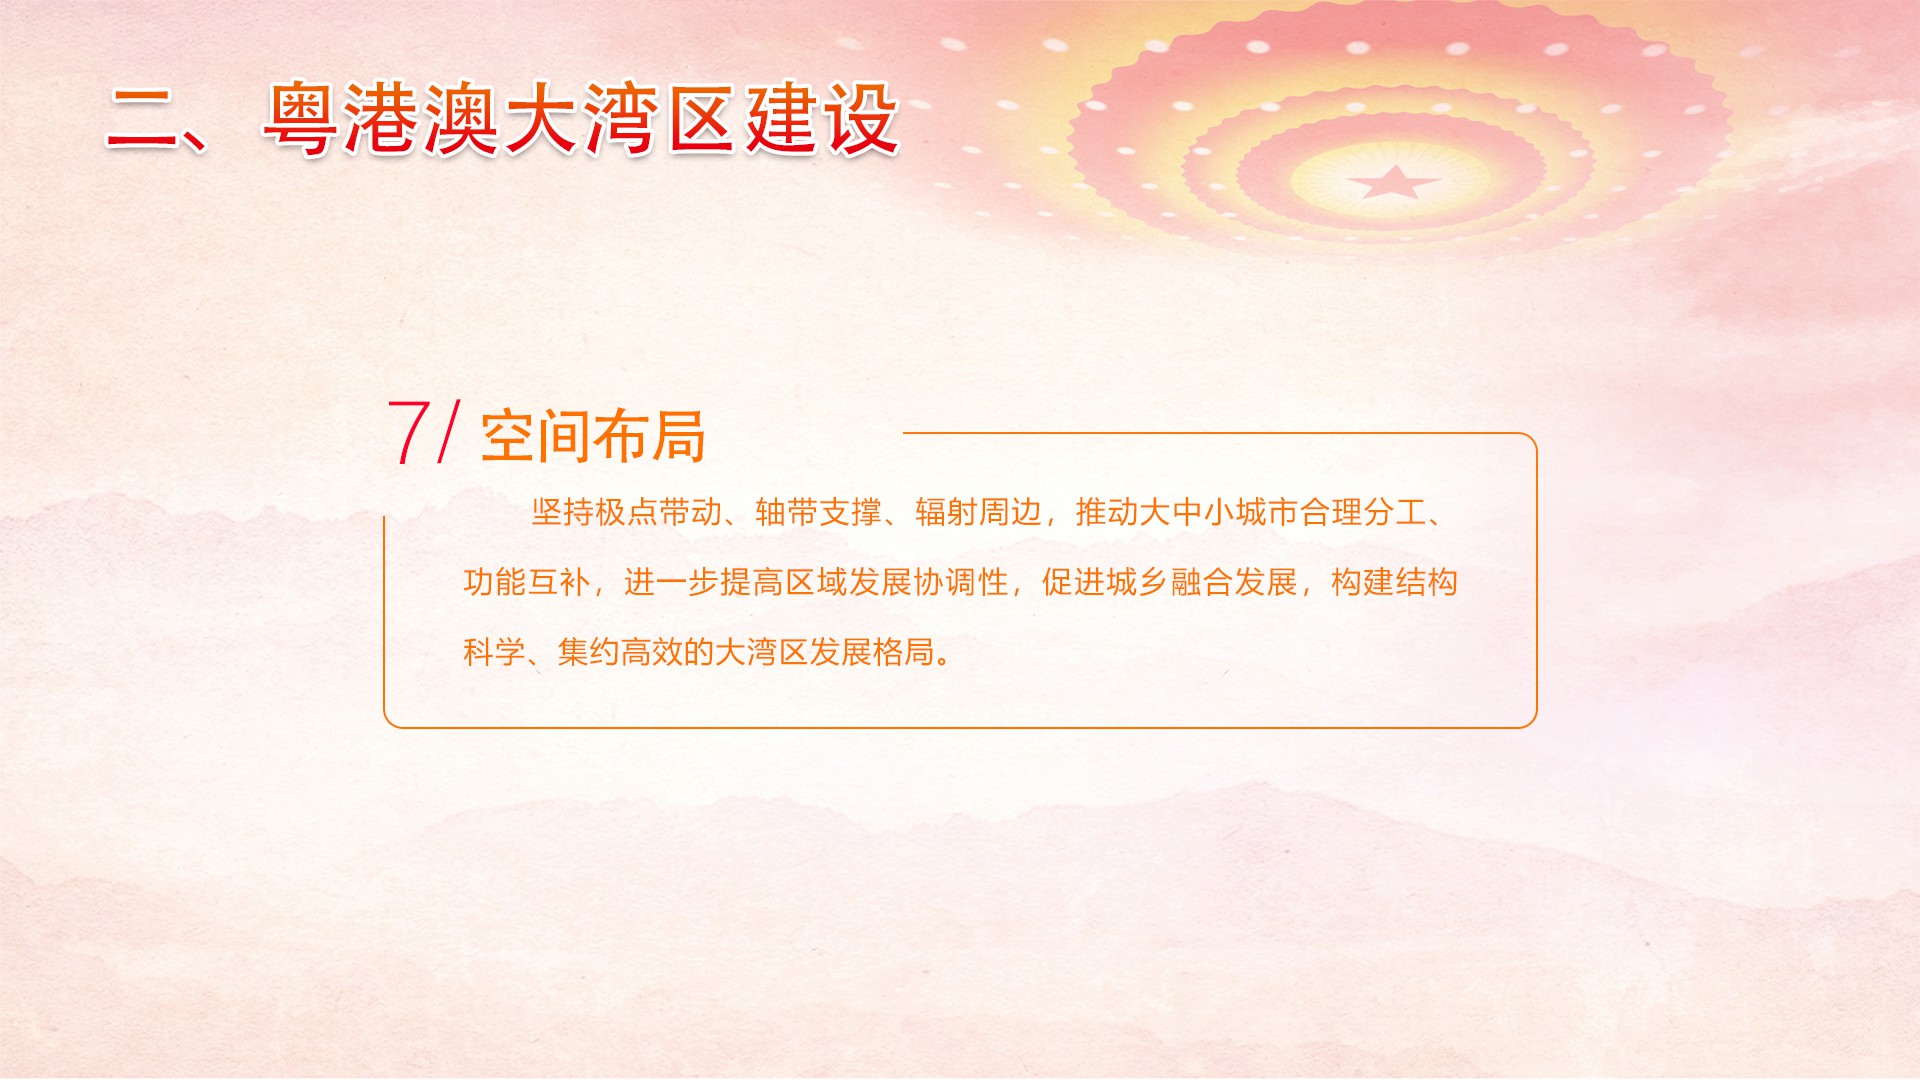 二、粤港澳大湾区建设
7/ 空间布局
坚持极点带动、轴带支撑、辐射周边，推动大中小城市合理分工、
功能互补，进一步提高区域发展协调性，促进城乡融合发展，构建结构
科学、集约高效的大湾区发展格局。